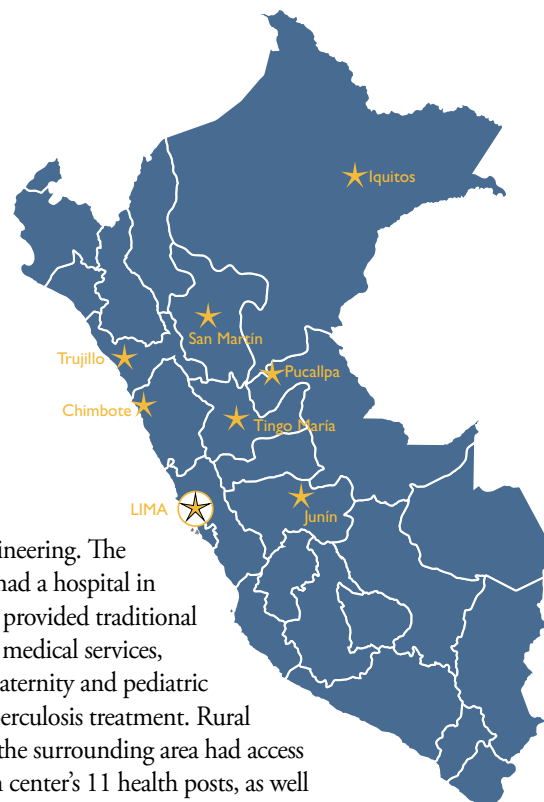 Iquitos
San Martín
Trujillo
Pucallpa
Chimbote
Tingo María
LIMA
Junín
ineering. The
had a hospital in
provided traditional
medical services,
aternity and pediatric
berculosis treatment. Rural
the surrounding area had access
n center’s 11 health posts, as well